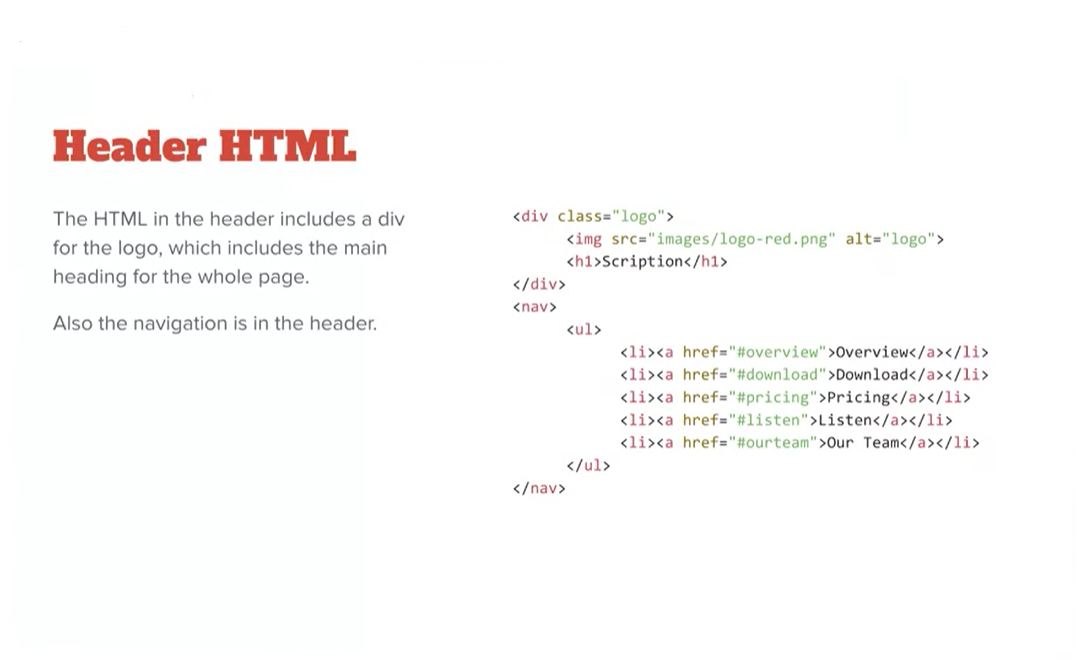 Header HTML
The HTML in the header includes a div
for the logo, which includes the main
heading for the whole page.
Also the navigation is in the header.
<div class="logo">
<img src="images/logo-red.png" alt="logo">
<h1>Scription</h1>
</div>
<nav>
<ul>
<li><a href="#overview">Overview</a></li>
<li><a href="#download">Download</a></li>
<li><a href="#pricing">Pricing</a></li>
<li><a href="#listen">Listen</a></li>
<li><a href="#ourteam">Our Team</a></li>
</ul>
</nav>